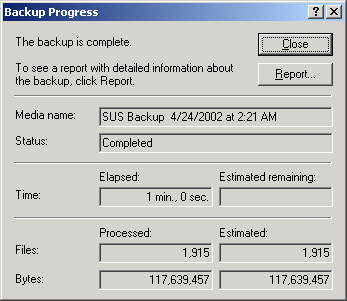 Backup Progress
The backup is complete.
Close
To see a report with detailed information about
the backup, click Report.
Report...
Media name:
SUS Backup 4/24/2002 at 2:21 AM
Status:
Completed
Elapsed:
Estimated remaining:
Time:
1 min., 0 sec.
Processed:
Estimated:
Files:
1,915
1,915
Bytes:
117,639,457
117,639,457